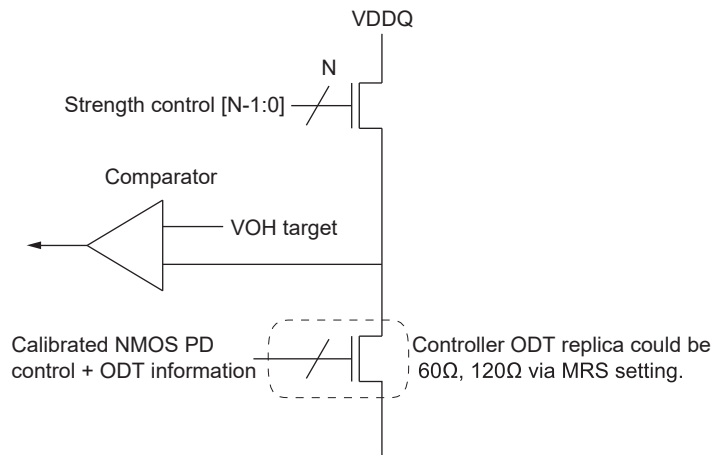 VDDQ
N
Strength control [N-1:0]
Comparator
VOH target
Calibrated NMOS PD
control + ODT information
Controller ODT replica could be
60Ω, 120Ω via MRS setting.